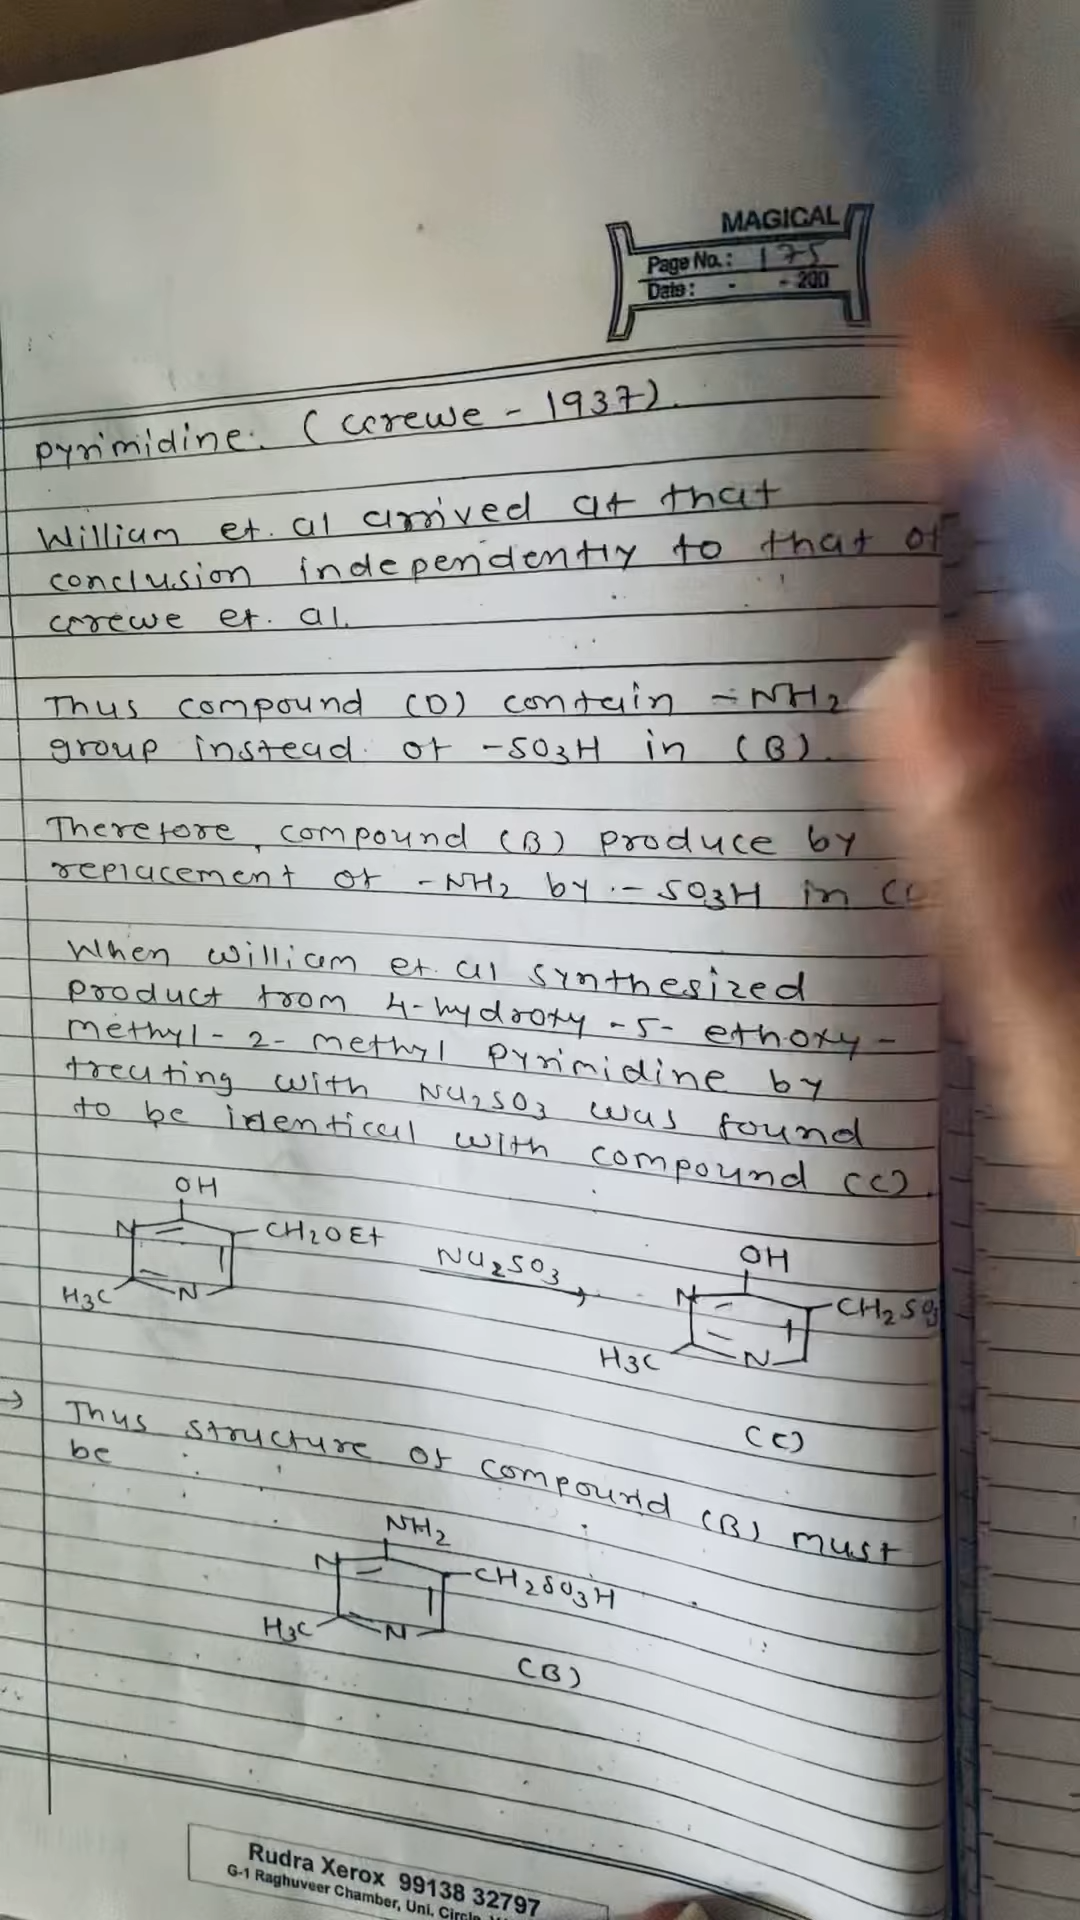 MAGICAL
Page No.: 175
Date: - - 200
Pyrimidine. (Grewe - 1937).
William et. al arrived at that
conclusion independently to that of
Grewe et. al.
Thus compound (D) contain -NH2
group instead of -SO3H in (B).
Therefore, compound (B) produce by
replacement of -NH2 by -SO3H in
When William et. al synthesized
product from 4-hydroxy-5-ethoxy-
methyl-2-methyl pyrimidine by
treating with Na2SO3 was found
to be identical with compound (C).
OH
N
CH2OEt
H3C
N
Na2SO3
OH
N
CH2SO3
H3C
N
(C)
→ Thus structure of compound (B) must
be
NH2
N
CH2SO3H
H3C
N
(B)
Rudra Xerox 99138 32797
G-1 Raghuveer Chamber, Uni. Circle,